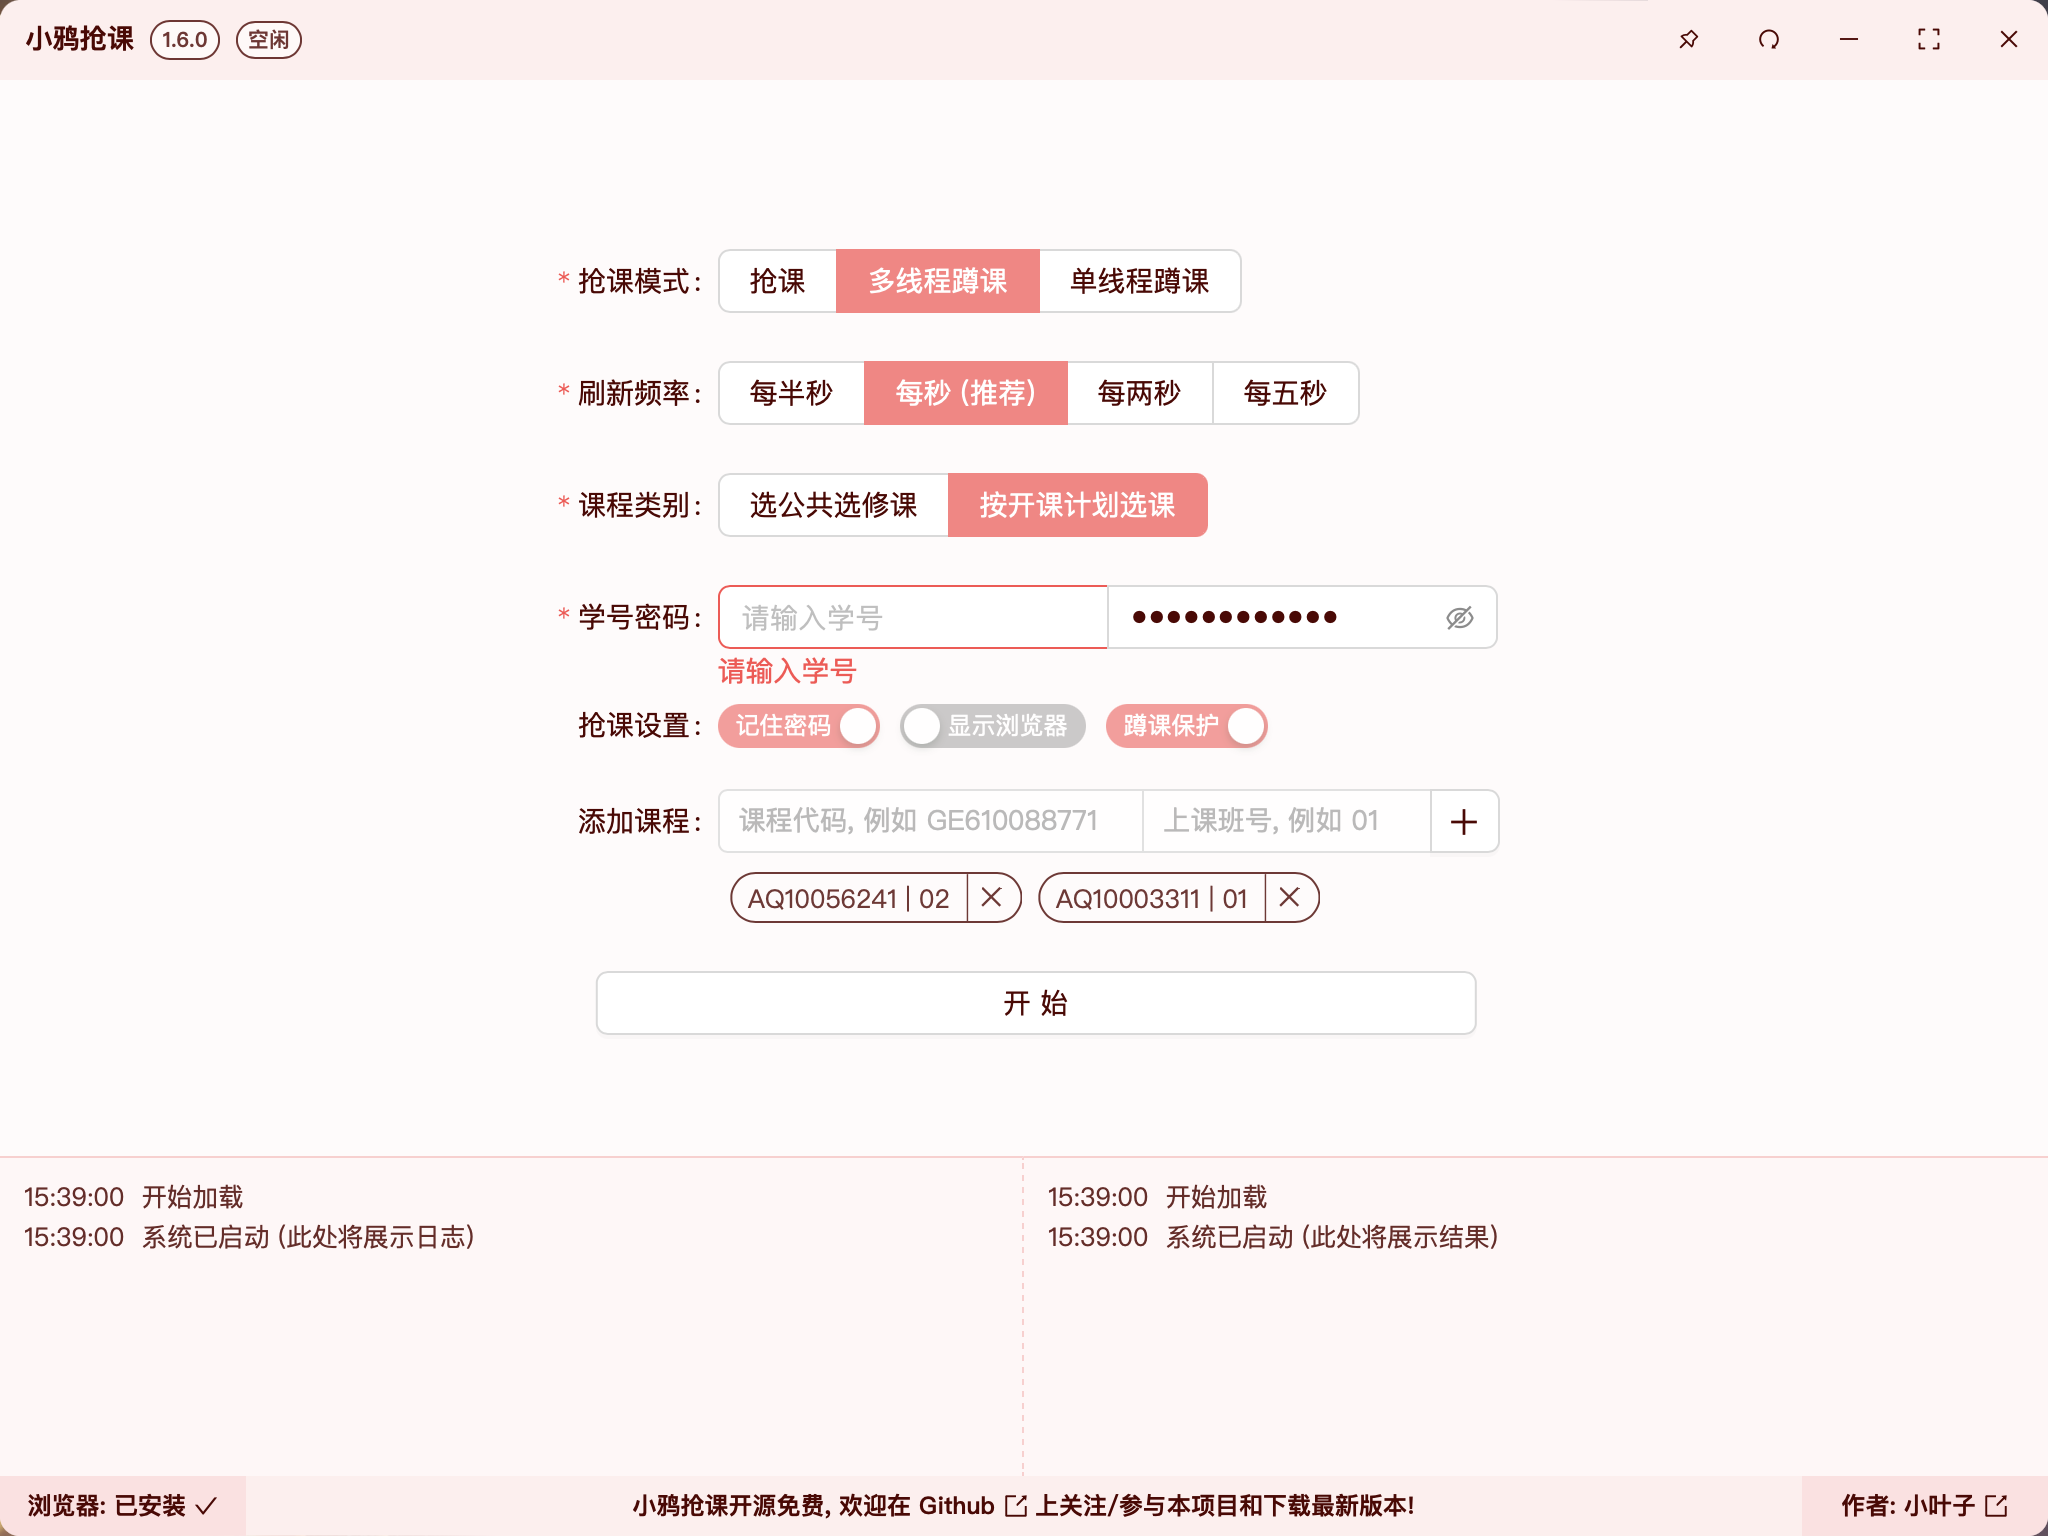 小鸦抢课 1.6.0 空闲
* 抢课模式: 抢课 多线程蹲课 单线程蹲课
* 刷新频率: 每半秒 每秒 (推荐) 每两秒 每五秒
* 课程类别: 选公共选修课 按开课计划选课
* 学号密码: 请输入学号 ●●●●●●●●●●●●
请输入学号
抢课设置: 记住密码 显示浏览器 蹲课保护
添加课程: 课程代码, 例如 GE610088771 上课班号, 例如 01
AQ10056241 | 02 AQ10003311 | 01
开 始
15:39:00 开始加载
15:39:00 系统已启动 (此处将展示日志)
15:39:00 开始加载
15:39:00 系统已启动 (此处将展示结果)
浏览器: 已安装
小鸦抢课开源免费, 欢迎在 Github 上关注/参与本项目和下载最新版本!
作者: 小叶子